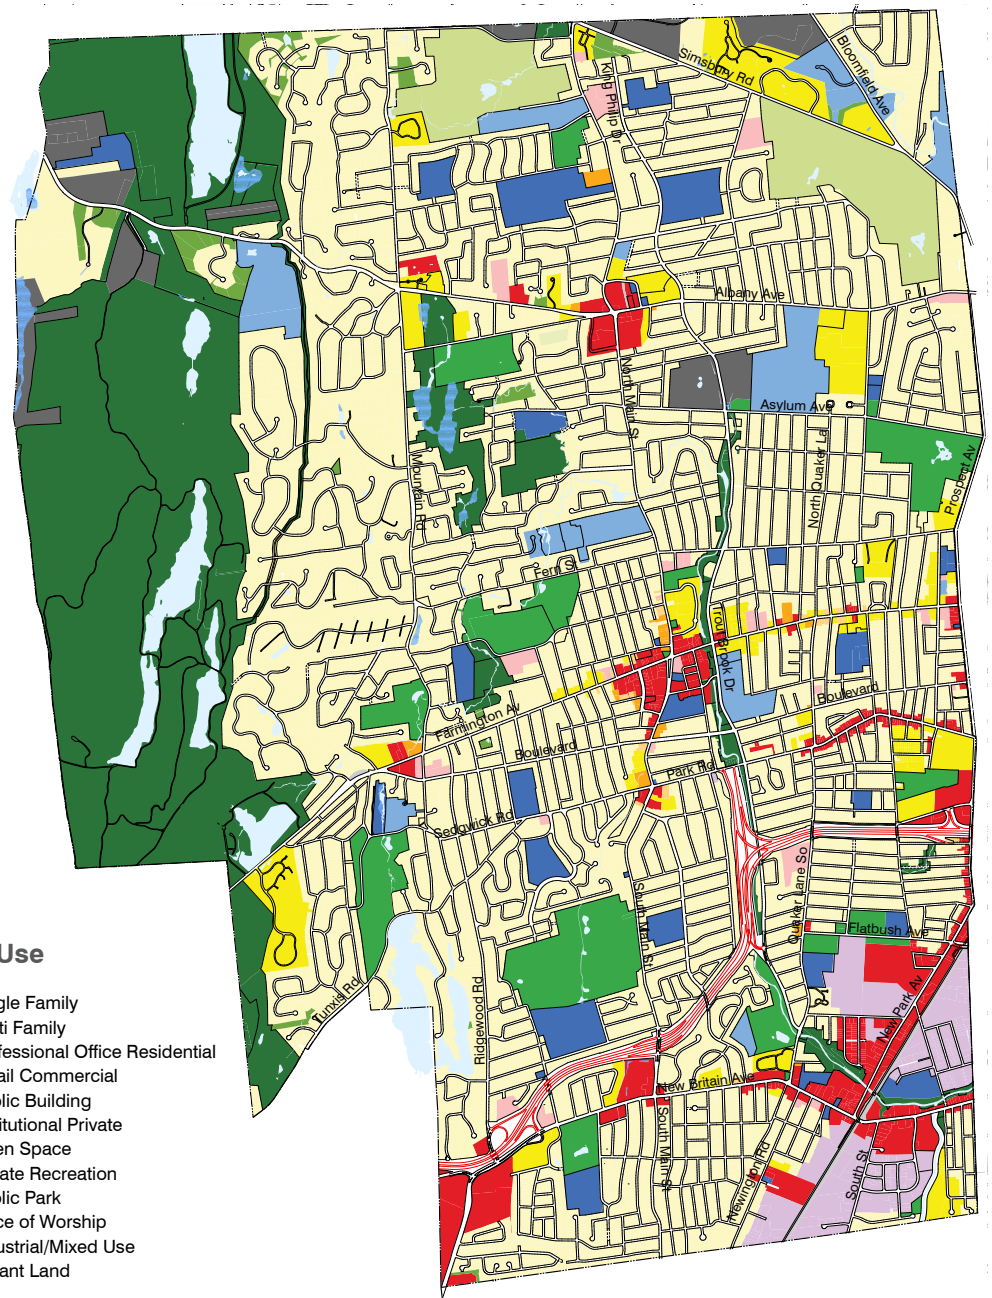 Simsbury Rd
Bloomfield Ave
King Philip Dr
Albany Ave
North Main St
Asylum Ave
North Quaker La
Prospect Av
Mountain Rd
Fern St
Trout Brook Dr
Farmington Av
Boulevard
Boulevard
Park Rd
Sedgwick Rd
Quaker Lane So
South Main St
Flatbush Ave
Use
gle Family
ti Family
fessional Office Residential
ail Commercial
lic Building
titutional Private
en Space
ate Recreation
lic Park
ce of Worship
ustrial/Mixed Use
ant Land
Tunxis Rd
Ridgewood Rd
New Park Av
New Britain Ave
South Main St
Newington Rd
South St